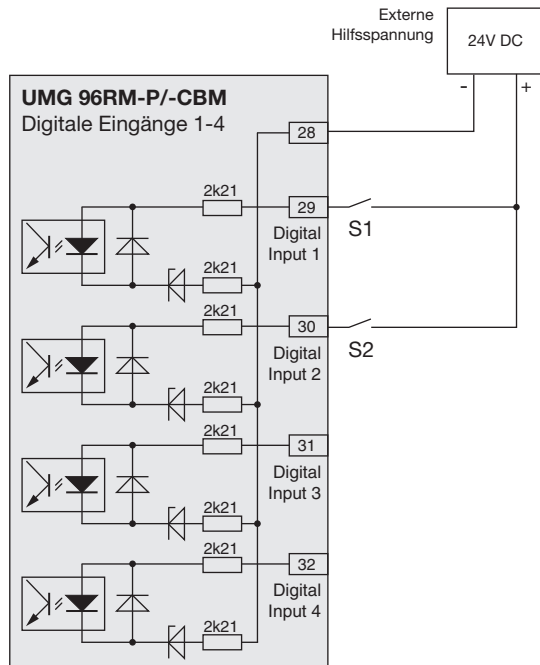 Externe
Hilfsspannung
24V DC
- +
UMG 96RM-P/-CBM
Digitale Eingänge 1-4
28
2k21
29
S1
Digital
Input 1
2k21
2k21
30
S2
Digital
Input 2
2k21
2k21
31
Digital
Input 3
2k21
2k21
32
Digital
Input 4
2k21